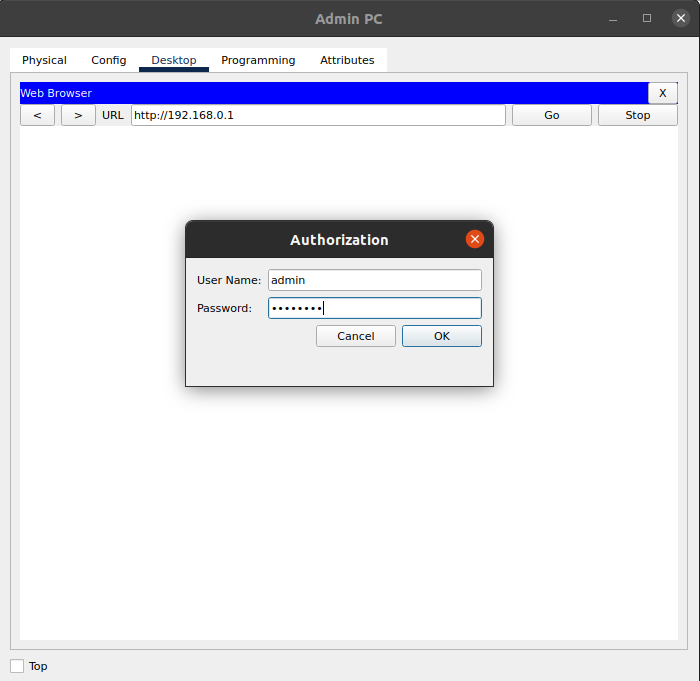 Admin PC
Physical Config Desktop Programming Attributes
Web Browser X
< > URL http://192.168.0.1 Go Stop
Authorization
User Name: admin
Password: ••••••••
Cancel OK
Top